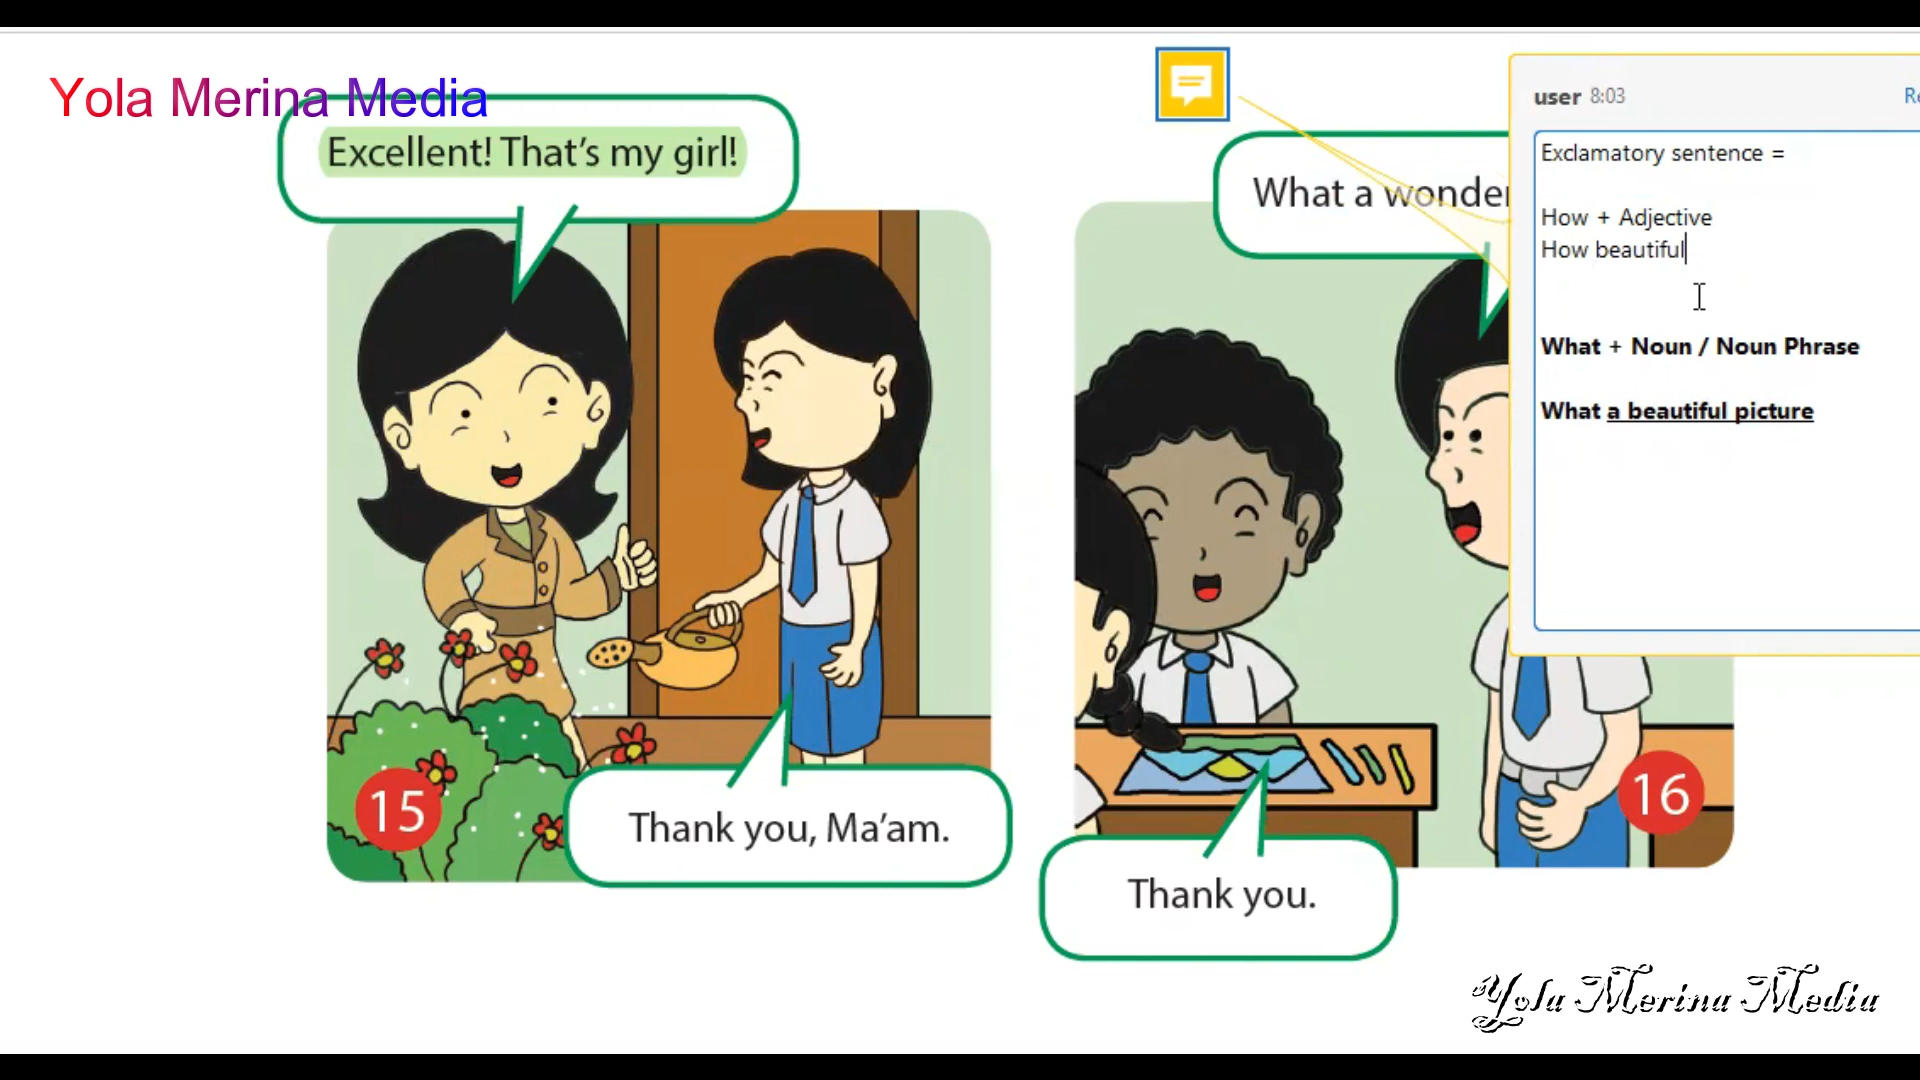 Yola Merina Media
Excellent! That's my girl!
Thank you, Ma'am.
15
What a wonder
Thank you.
16
user 8:03
Exclamatory sentence =
How + Adjective
How beautiful
What + Noun / Noun Phrase
What a beautiful picture
Yola Merina Media